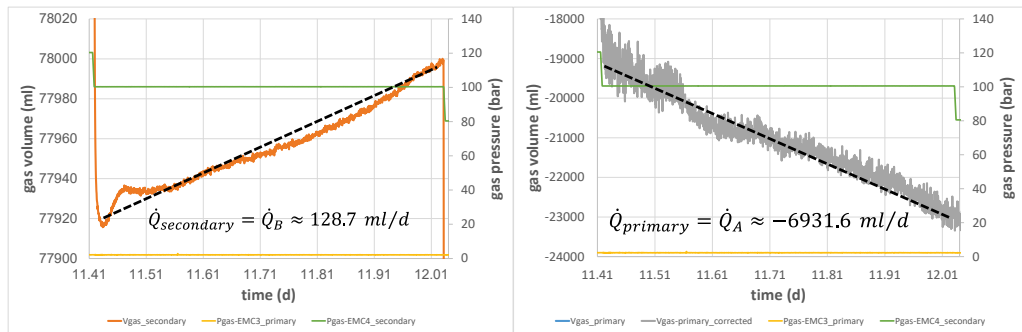 78020
78000
77980
77960
77940
77920
77900
gas volume (ml)
140
120
100
80
60
40
20
0
gas pressure (bar)
Q̇secondary = Q̇B ≈ 128.7 ml/d
11.41 11.51 11.61 11.71 11.81 11.91 12.01
time (d)
Vgas_secondary Pgas-EMC3_primary Pgas-EMC4_secondary
-18000
-19000
-20000
-21000
-22000
-23000
-24000
gas volume (ml)
140
120
100
80
60
40
20
0
gas pressure (bar)
Q̇primary = Q̇A ≈ −6931.6 ml/d
11.41 11.51 11.61 11.71 11.81 11.91 12.01
time (d)
Vgas_primary Vgas-primary_corrected Pgas-EMC3_primary Pgas-EMC4_secondary